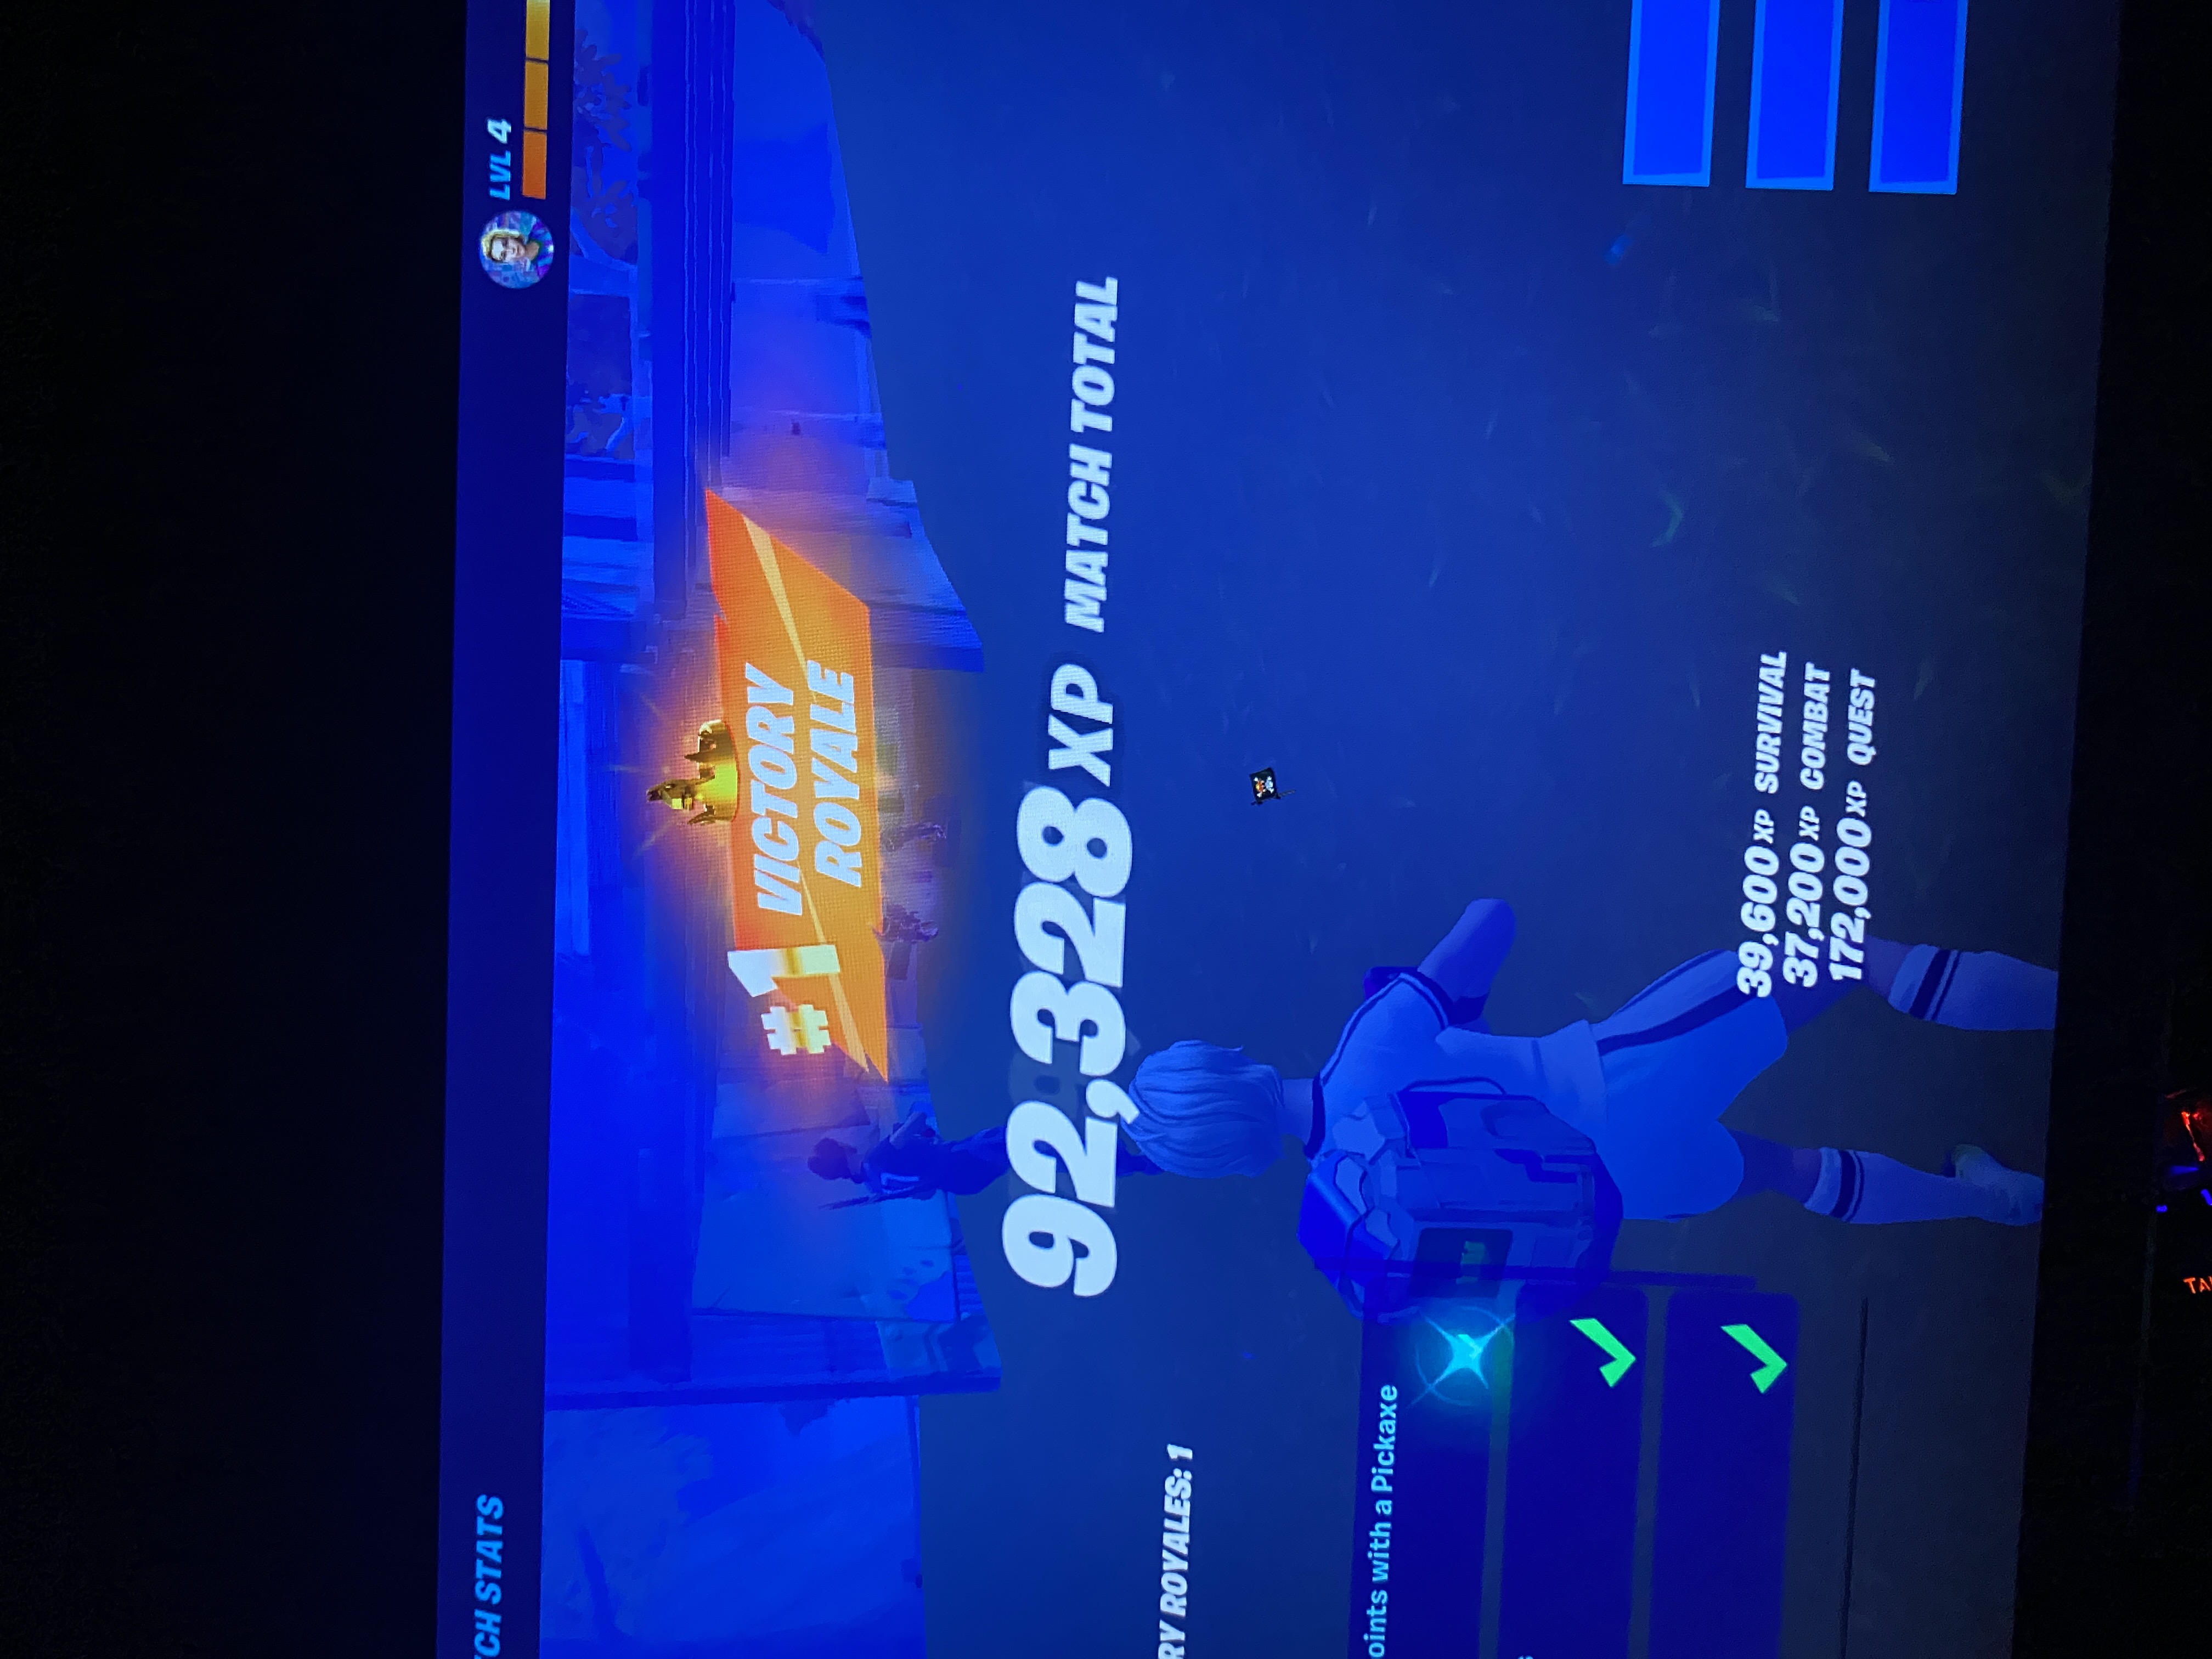 CH STATS
LVL 4
#1 VICTORY
ROYALE
92,328 XP MATCH TOTAL
RY ROYALES: 1
oints with a Pickaxe
39,600 XP SURVIVAL
37,200 XP COMBAT
172,000 XP QUEST
17